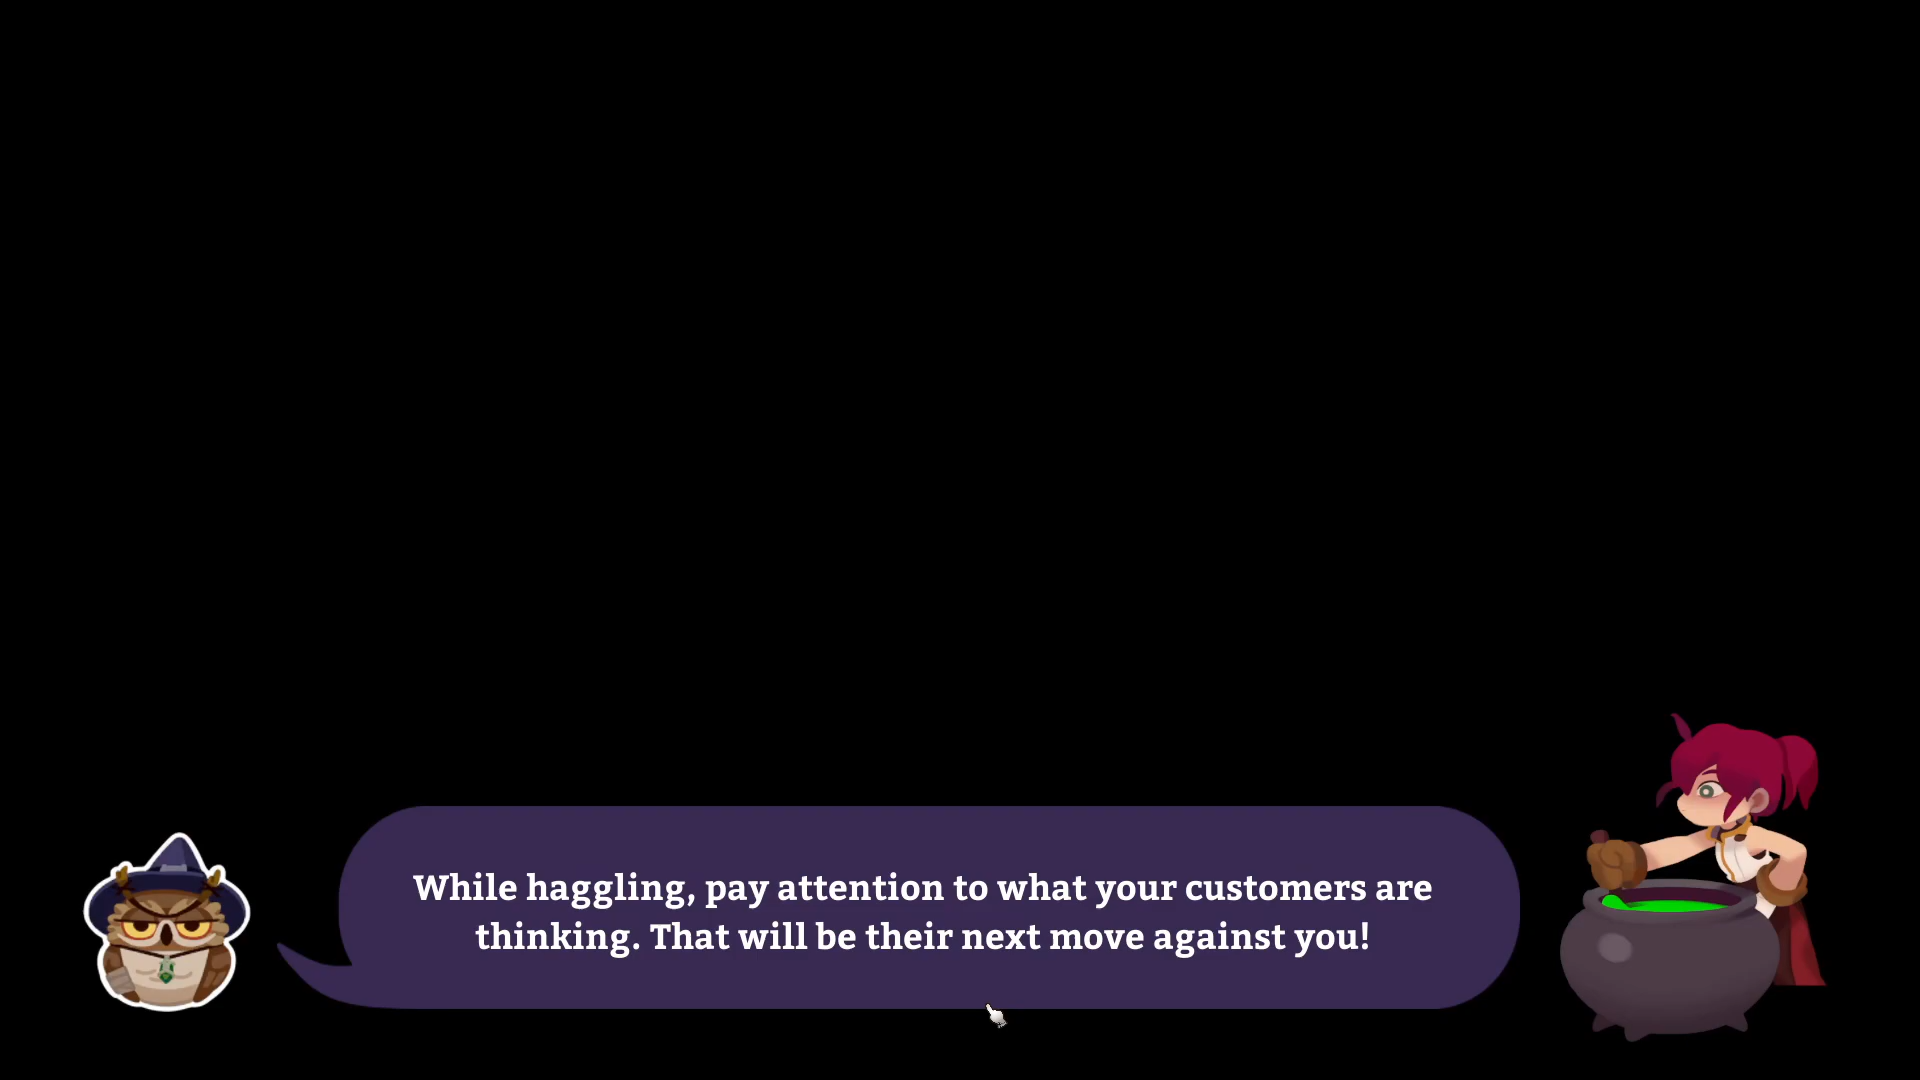 While haggling, pay attention to what your customers are
thinking. That will be their next move against you!